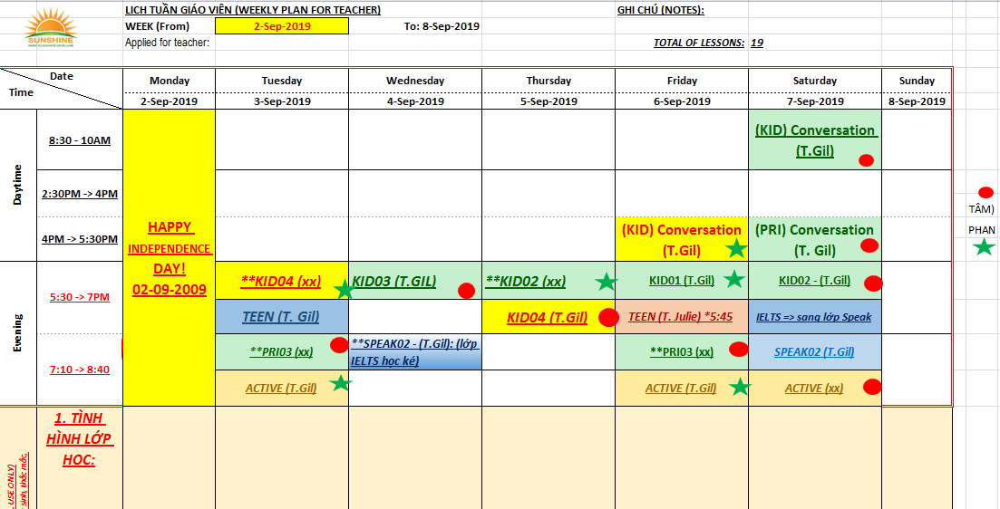 LỊCH TUẦN GIÁO VIÊN (WEEKLY PLAN FOR TEACHER)
GHI CHÚ (NOTES):
WEEK (From) 2-Sep-2019 To: 8-Sep-2019
SUNSHINE
Applied for teacher:
TOTAL OF LESSONS: 19
Date
Time
Monday Tuesday Wednesday Thursday Friday Saturday Sunday
2-Sep-2019 3-Sep-2019 4-Sep-2019 5-Sep-2019 6-Sep-2019 7-Sep-2019 8-Sep-2019
Daytime
8:30 - 10AM
(KID) Conversation
(T.Gil)
2:30PM -> 4PM
TÂM)
4PM -> 5:30PM
(KID) Conversation
(T.Gil)
(PRI) Conversation
(T. Gil)
PHAN
HAPPY
INDEPENDENCE
DAY!
02-09-2009
Evening
5:30 -> 7PM
**KID04 (xx) KID03 (T.GIL) **KID02 (xx) KID01 (T.Gil) KID02 - (T.Gil)
TEEN (T. Gil) KID04 (T.Gil) TEEN (T. Julie) *5:45 IELTS => sang lớp Speak
7:10 -> 8:40
**PRI03 (xx)
**SPEAK02 - (T.Gil): (lớp
IELTS học ké)
**PRI03 (xx) SPEAK02 (T.Gil)
ACTIVE (T.Gil) ACTIVE (T.Gil) ACTIVE (xx)
1. TÌNH
HÌNH LỚP
HỌC:
USE ONLY)
sinh, thắc mắc,